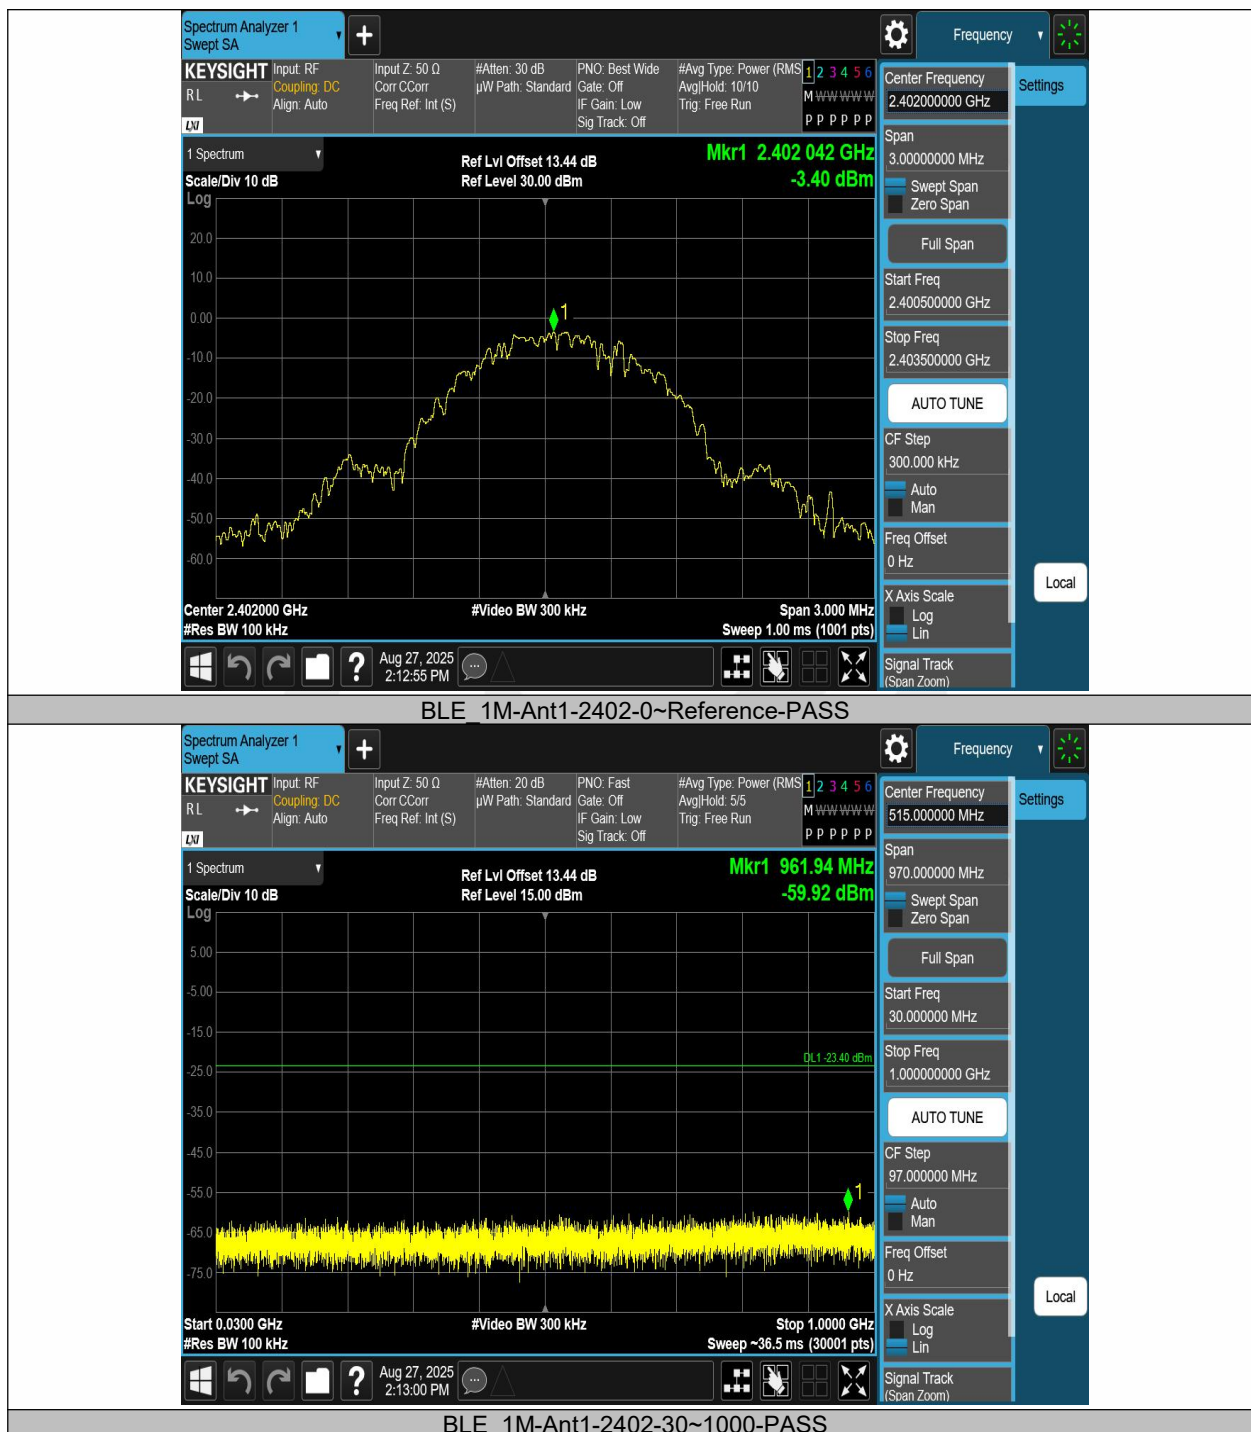 Spectrum Analyzer 1
Swept SA
Frequency
KEYSIGHT
RL
LXI
Input: RF
Coupling: DC
Align: Auto
Input Z: 50 Ω
Corr CCorr
Freq Ref: Int (S)
#Atten: 30 dB
µW Path: Standard
PNO: Best Wide
Gate: Off
IF Gain: Low
Sig Track: Off
#Avg Type: Power (RMS
Avg|Hold: 10/10
Trig: Free Run
1 2 3 4 5 6
M W W W W W
P P P P P P
Center Frequency
2.402000000 GHz
Settings
Span
3.00000000 MHz
Swept Span
Zero Span
Full Span
Start Freq
2.400500000 GHz
Stop Freq
2.403500000 GHz
AUTO TUNE
CF Step
300.000 kHz
Auto
Man
Freq Offset
0 Hz
X Axis Scale
Log
Lin
Signal Track
(Span Zoom)
Local
1 Spectrum
Scale/Div 10 dB
Log
Ref Lvl Offset 13.44 dB
Ref Level 30.00 dBm
Mkr1 2.402 042 GHz
-3.40 dBm
20.0
10.0
0.00
1
-10.0
-20.0
-30.0
-40.0
-50.0
-60.0
Center 2.402000 GHz
#Video BW 300 kHz
Span 3.000 MHz
#Res BW 100 kHz
Sweep 1.00 ms (1001 pts)
?
Aug 27, 2025
2:12:55 PM
BLE_1M-Ant1-2402-0~Reference-PASS
Spectrum Analyzer 1
Swept SA
Frequency
KEYSIGHT
RL
LXI
Input: RF
Coupling: DC
Align: Auto
Input Z: 50 Ω
Corr CCorr
Freq Ref: Int (S)
#Atten: 20 dB
µW Path: Standard
PNO: Fast
Gate: Off
IF Gain: Low
Sig Track: Off
#Avg Type: Power (RMS
Avg|Hold: 5/5
Trig: Free Run
1 2 3 4 5 6
M W W W W W
P P P P P P
Center Frequency
515.000000 MHz
Settings
Span
970.000000 MHz
Swept Span
Zero Span
Full Span
Start Freq
30.000000 MHz
Stop Freq
1.000000000 GHz
AUTO TUNE
CF Step
97.000000 MHz
Auto
Man
Freq Offset
0 Hz
X Axis Scale
Log
Lin
Signal Track
(Span Zoom)
Local
1 Spectrum
Scale/Div 10 dB
Log
Ref Lvl Offset 13.44 dB
Ref Level 15.00 dBm
Mkr1 961.94 MHz
-59.92 dBm
5.00
-5.00
-15.0
DL1 -23.40 dBm
-25.0
-35.0
-45.0
-55.0
1
-65.0
-75.0
Start 0.0300 GHz
#Video BW 300 kHz
Stop 1.0000 GHz
#Res BW 100 kHz
Sweep ~36.5 ms (30001 pts)
?
Aug 27, 2025
2:13:00 PM
BLE_1M-Ant1-2402-30~1000-PASS